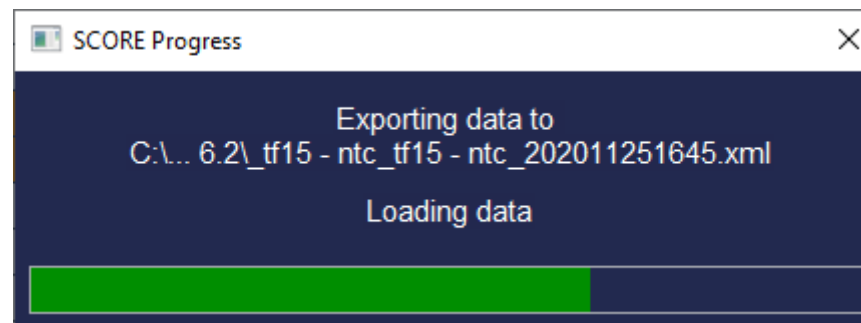 SCORE Progress
Exporting data to
C:\... 6.2\_tf15 - ntc_tf15 - ntc_202011251645.xml
Loading data